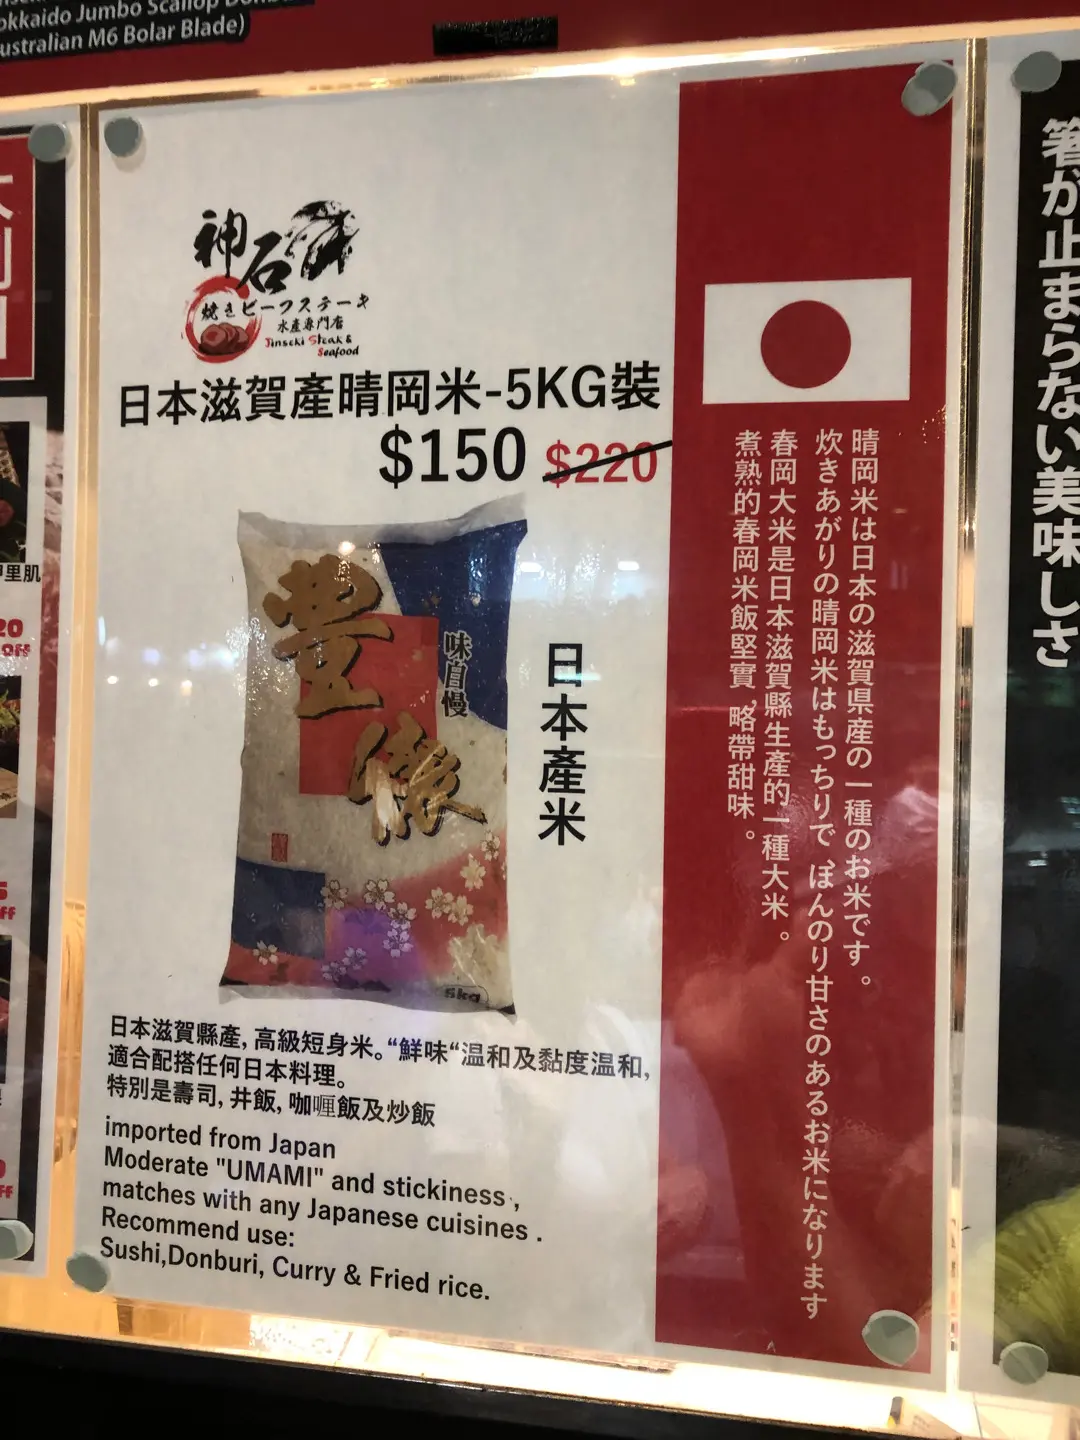 okkaido Jumbo Scallop
ustralian M6 Bolar Blade)
神石
焼きビーフステーキ
水產專門店
Jinseki Steak &
Seafood
日本滋賀產晴岡米-5KG裝
$150 $220
豊
味自慢
5kg
日本產米
晴岡米は日本の滋賀県産の一種のお米です。
炊きあがりの晴岡米はもっちりで,ほんのり甘さのあるお米になります
春岡大米是日本滋賀縣生產的一種大米。
煮熟的春岡米飯堅實,略帶甜味。
日本滋賀縣產, 高級短身米。“鮮味“温和及黏度温和,
適合配搭任何日本料理。
特別是壽司, 井飯, 咖喱飯及炒飯
imported from Japan
Moderate "UMAMI" and stickiness ,
matches with any Japanese cuisines .
Recommend use:
Sushi,Donburi, Curry & Fried rice.
箸が止まらない美味しさ
里肌
20
OFF
5
ff
0
FF